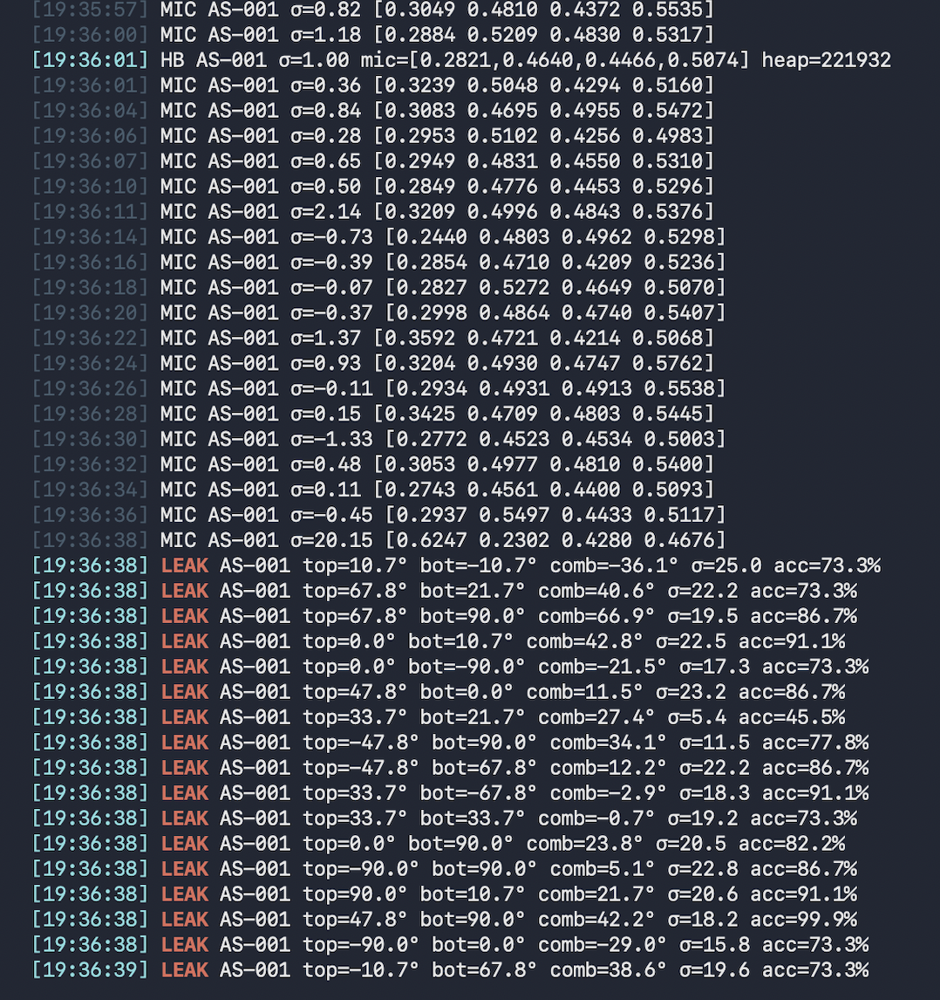 [19:35:57] MIC AS-001 σ=0.82 [0.3049 0.4810 0.4372 0.5535]
[19:36:00] MIC AS-001 σ=1.18 [0.2884 0.5209 0.4830 0.5317]
[19:36:01] HB AS-001 σ=1.00 mic=[0.2821,0.4640,0.4466,0.5074] heap=221932
[19:36:01] MIC AS-001 σ=0.36 [0.3239 0.5048 0.4294 0.5160]
[19:36:04] MIC AS-001 σ=0.84 [0.3083 0.4695 0.4955 0.5472]
[19:36:06] MIC AS-001 σ=0.28 [0.2953 0.5102 0.4256 0.4983]
[19:36:07] MIC AS-001 σ=0.65 [0.2949 0.4831 0.4550 0.5310]
[19:36:10] MIC AS-001 σ=0.50 [0.2849 0.4776 0.4453 0.5296]
[19:36:11] MIC AS-001 σ=2.14 [0.3209 0.4996 0.4843 0.5376]
[19:36:14] MIC AS-001 σ=-0.73 [0.2440 0.4803 0.4962 0.5298]
[19:36:16] MIC AS-001 σ=-0.39 [0.2854 0.4710 0.4209 0.5236]
[19:36:18] MIC AS-001 σ=-0.07 [0.2827 0.5272 0.4649 0.5070]
[19:36:20] MIC AS-001 σ=-0.37 [0.2998 0.4864 0.4740 0.5407]
[19:36:22] MIC AS-001 σ=1.37 [0.3592 0.4721 0.4214 0.5068]
[19:36:24] MIC AS-001 σ=0.93 [0.3204 0.4930 0.4747 0.5762]
[19:36:26] MIC AS-001 σ=-0.11 [0.2934 0.4931 0.4913 0.5538]
[19:36:28] MIC AS-001 σ=0.15 [0.3425 0.4709 0.4803 0.5445]
[19:36:30] MIC AS-001 σ=-1.33 [0.2772 0.4523 0.4534 0.5003]
[19:36:32] MIC AS-001 σ=0.48 [0.3053 0.4977 0.4810 0.5400]
[19:36:34] MIC AS-001 σ=0.11 [0.2743 0.4561 0.4400 0.5093]
[19:36:36] MIC AS-001 σ=-0.45 [0.2937 0.5497 0.4433 0.5117]
[19:36:38] MIC AS-001 σ=20.15 [0.6247 0.2302 0.4280 0.4676]
[19:36:38] LEAK AS-001 top=10.7° bot=-10.7° comb=-36.1° σ=25.0 acc=73.3%
[19:36:38] LEAK AS-001 top=67.8° bot=21.7° comb=40.6° σ=22.2 acc=73.3%
[19:36:38] LEAK AS-001 top=67.8° bot=90.0° comb=66.9° σ=19.5 acc=86.7%
[19:36:38] LEAK AS-001 top=0.0° bot=10.7° comb=42.8° σ=22.5 acc=91.1%
[19:36:38] LEAK AS-001 top=0.0° bot=-90.0° comb=-21.5° σ=17.3 acc=73.3%
[19:36:38] LEAK AS-001 top=47.8° bot=0.0° comb=11.5° σ=23.2 acc=86.7%
[19:36:38] LEAK AS-001 top=33.7° bot=21.7° comb=27.4° σ=5.4 acc=45.5%
[19:36:38] LEAK AS-001 top=-47.8° bot=90.0° comb=34.1° σ=11.5 acc=77.8%
[19:36:38] LEAK AS-001 top=-47.8° bot=67.8° comb=12.2° σ=22.2 acc=86.7%
[19:36:38] LEAK AS-001 top=33.7° bot=-67.8° comb=-2.9° σ=18.3 acc=91.1%
[19:36:38] LEAK AS-001 top=33.7° bot=33.7° comb=-0.7° σ=19.2 acc=73.3%
[19:36:38] LEAK AS-001 top=0.0° bot=90.0° comb=23.8° σ=20.5 acc=82.2%
[19:36:38] LEAK AS-001 top=-90.0° bot=90.0° comb=5.1° σ=22.8 acc=86.7%
[19:36:38] LEAK AS-001 top=90.0° bot=10.7° comb=21.7° σ=20.6 acc=91.1%
[19:36:38] LEAK AS-001 top=47.8° bot=90.0° comb=42.2° σ=18.2 acc=99.9%
[19:36:38] LEAK AS-001 top=-90.0° bot=0.0° comb=-29.0° σ=15.8 acc=73.3%
[19:36:39] LEAK AS-001 top=-10.7° bot=67.8° comb=38.6° σ=19.6 acc=73.3%